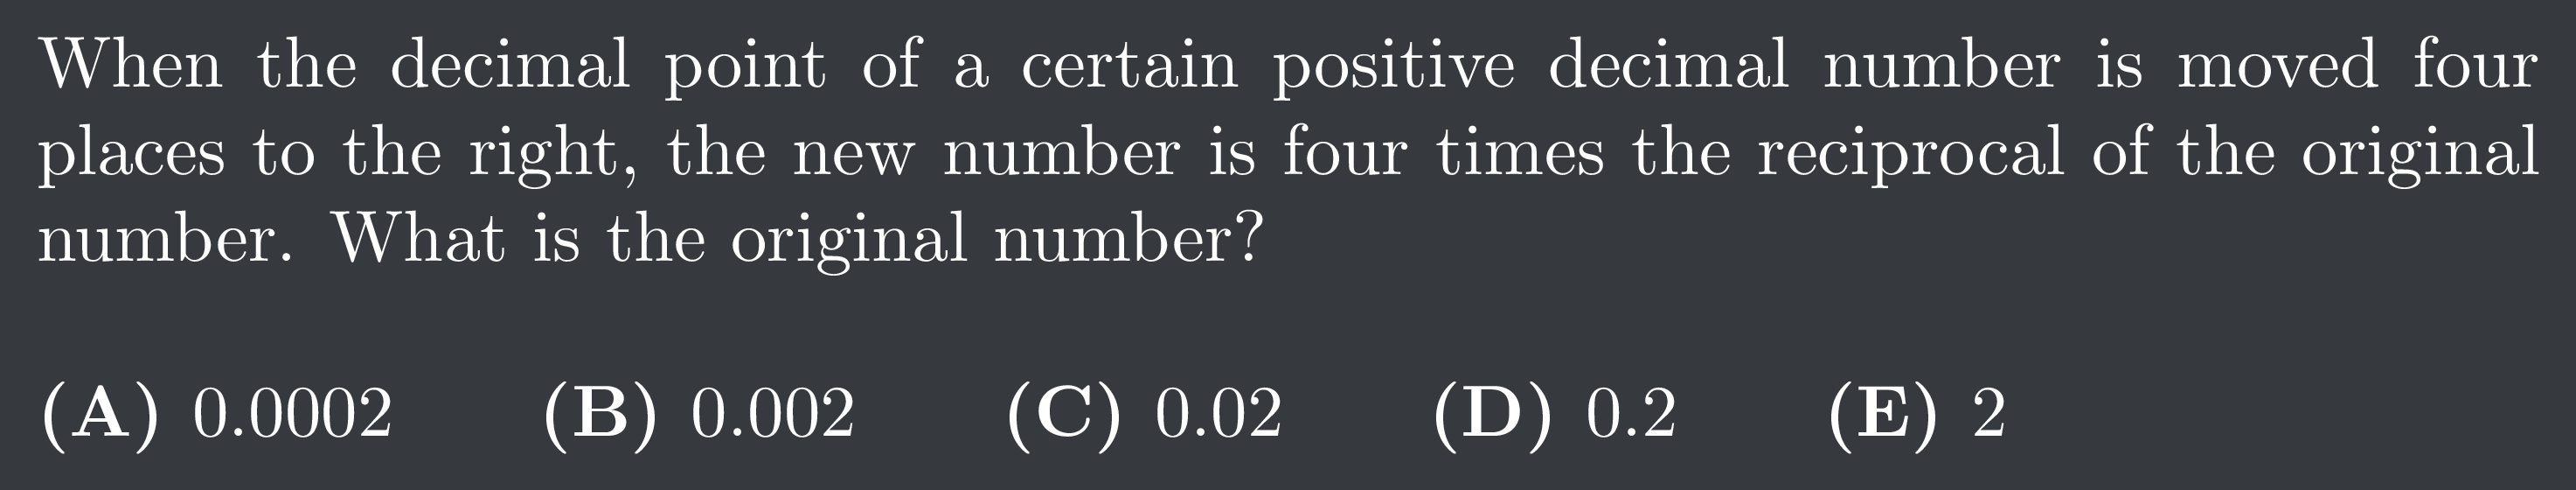 When the decimal point of a certain positive decimal number is moved four
places to the right, the new number is four times the reciprocal of the original
number. What is the original number?
(A) 0.0002 (B) 0.002 (C) 0.02 (D) 0.2 (E) 2